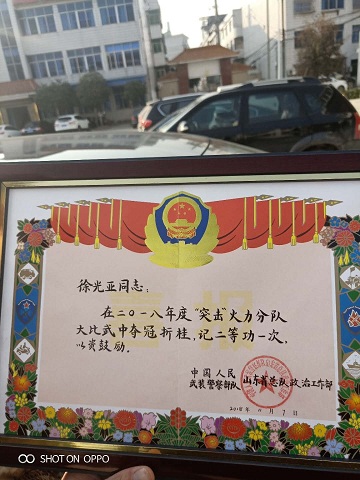 徐光亚同志:
在二〇一八年度"突击"火力分队
大比武中夺冠折桂,记二等功一次,
以资鼓励。
中国人民
武装警察部队 山东省总队政治工作部
SHOT ON OPPO